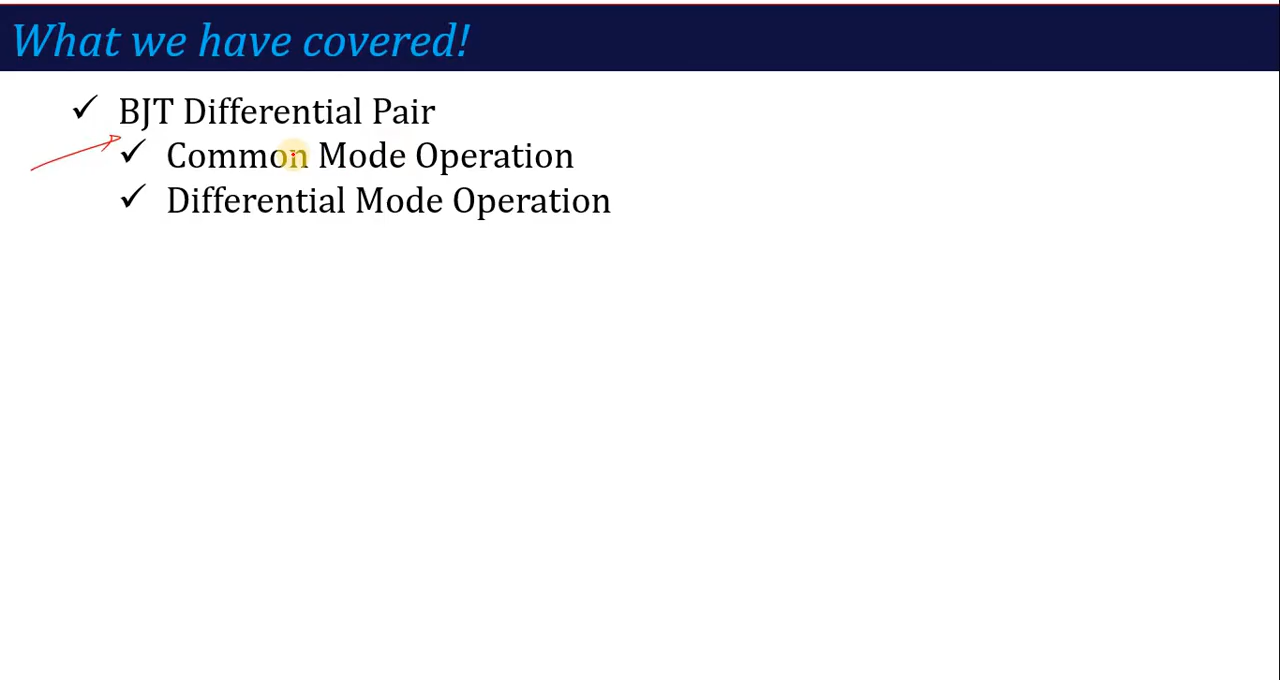 What we have covered!
✓ BJT Differential Pair
✓ Common Mode Operation
✓ Differential Mode Operation